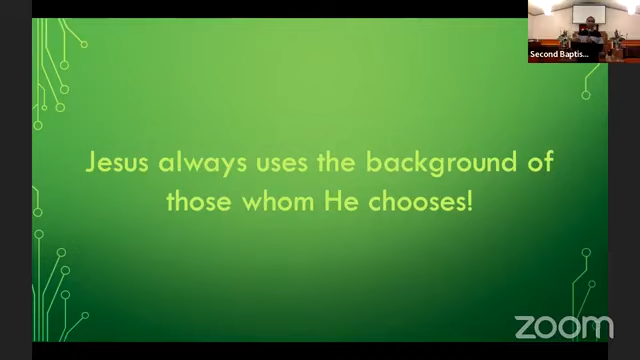 Second Baptis...
Jesus always uses the background of
those whom He chooses!
zoom